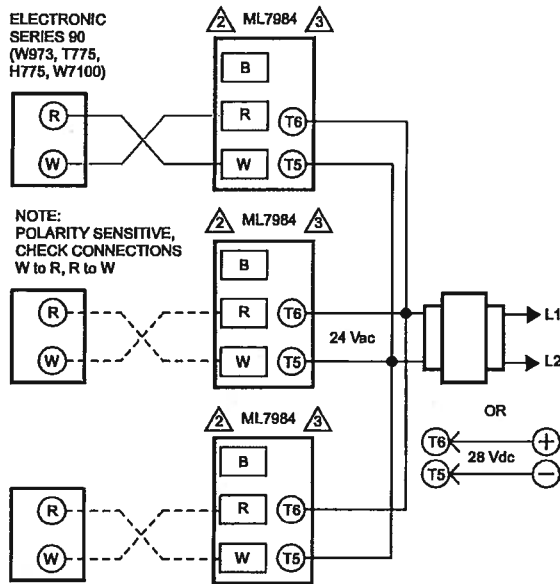 ELECTRONIC
SERIES 90
(W973, T775,
H775, W7100)
R
W
2 ML7984 3
B
R
W
T6
T5
NOTE:
POLARITY SENSITIVE,
CHECK CONNECTIONS
W to R, R to W
R
W
2 ML7984 3
B
R
W
T6
T5
24 Vac
L1
L2
OR
T6
28 Vdc
+
T5
−
R
W
2 ML7984 3
B
R
W
T6
T5